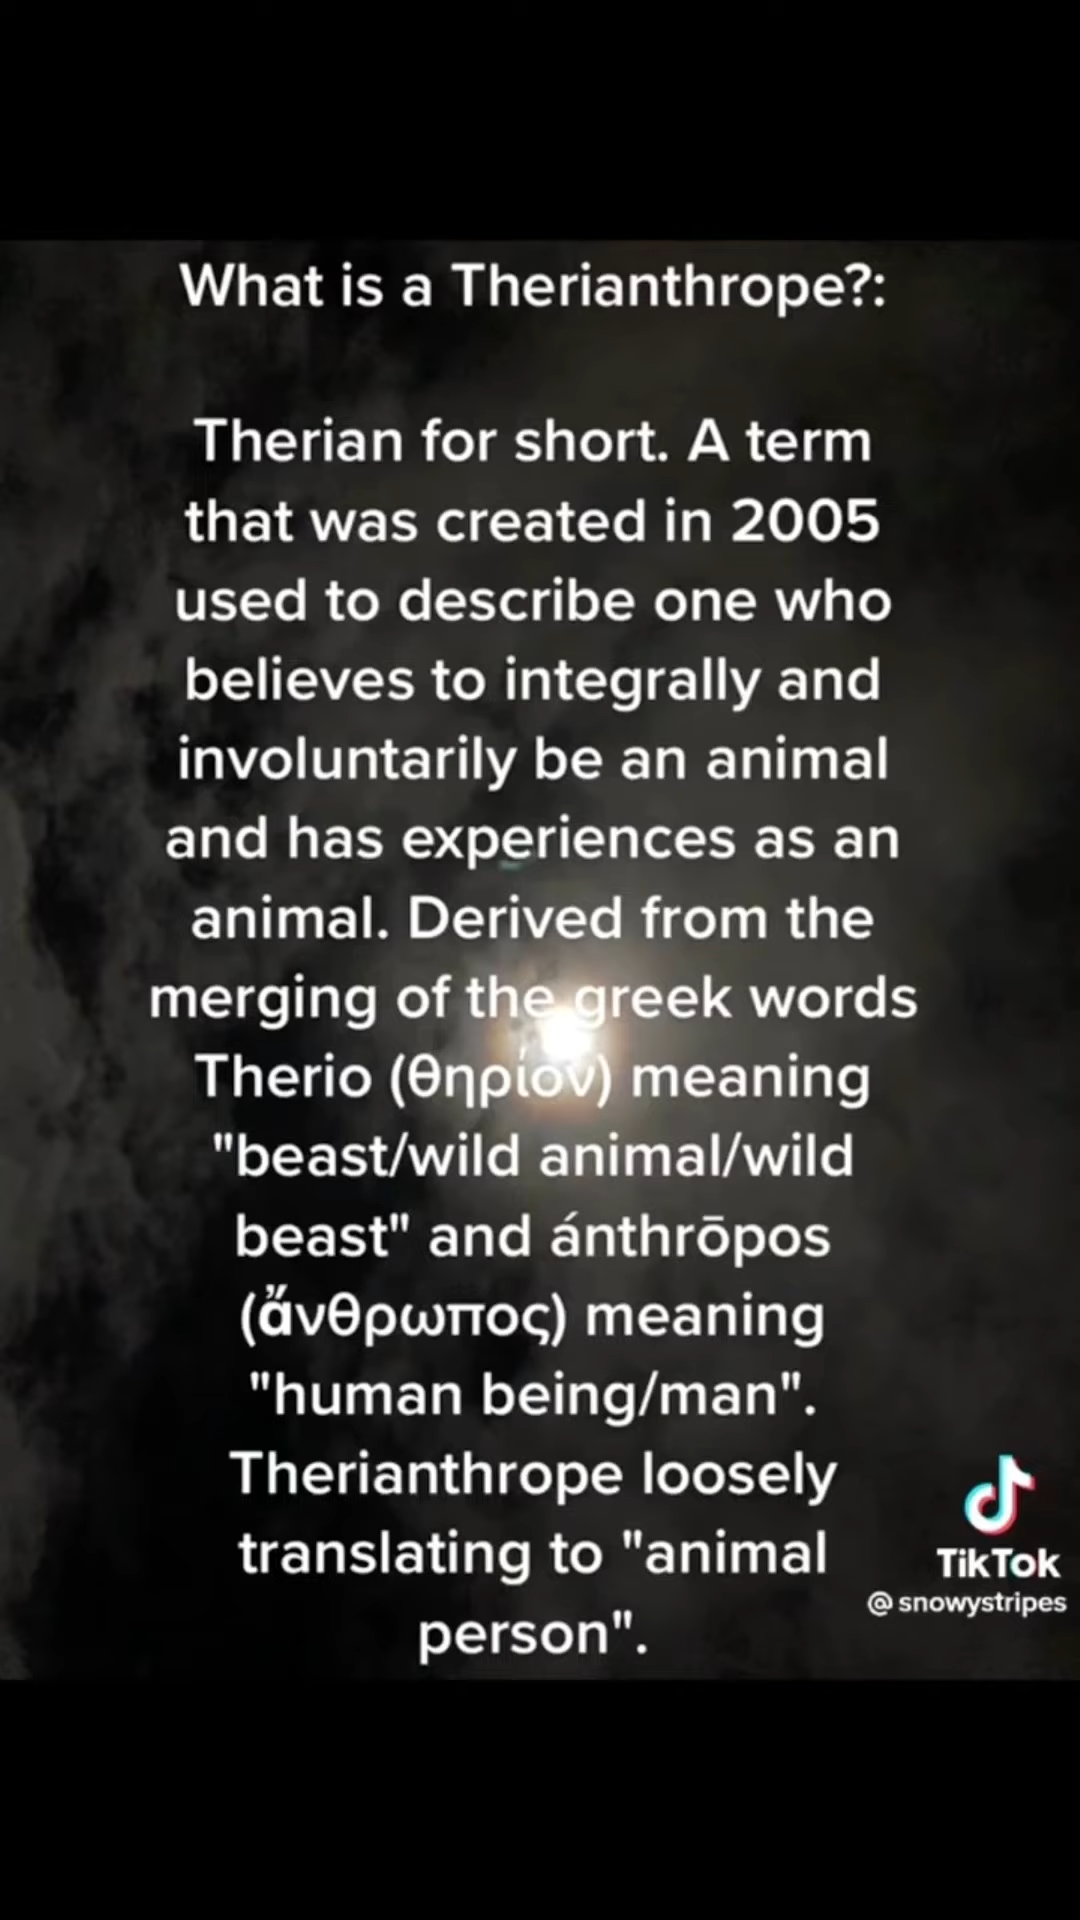 What is a Therianthrope?:
Therian for short. A term
that was created in 2005
used to describe one who
believes to integrally and
involuntarily be an animal
and has experiences as an
animal. Derived from the
merging of the greek words
Therio (θηρίον) meaning
"beast/wild animal/wild
beast" and ánthrōpos
(ἄνθρωπος) meaning
"human being/man".
Therianthrope loosely
translating to "animal
person".
TikTok
@snowystripes